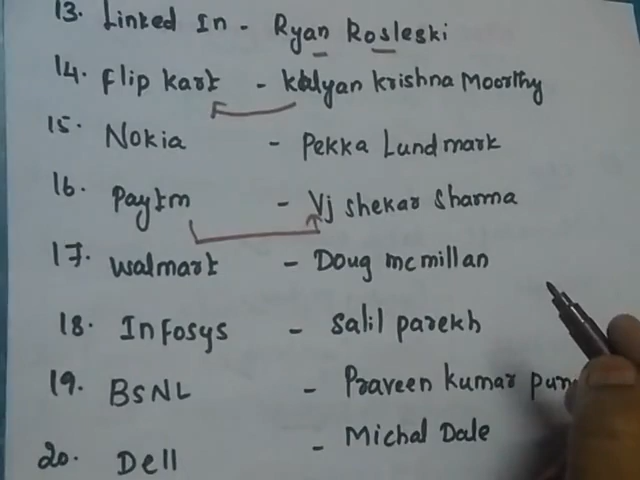 13. Linked In - Ryan Rosleski
14. Flip kart - Kalyan Krishna Moorthy
15. Nokia - Pekka Lundmark
16. Paytm - Vj Shekar Sharma
17. Walmart - Doug mcmillan
18. Infosys - Salil parekh
19. BSNL - Praveen kumar
20. Dell - Michal Dale